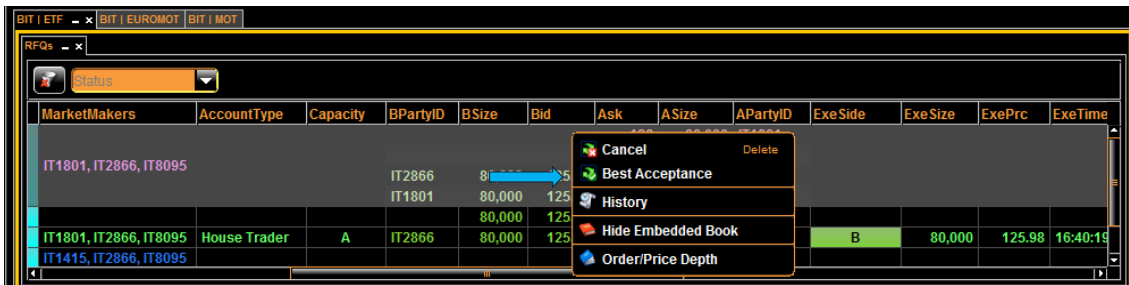 BIT | ETF BIT | EUROMOT BIT | MOT
RFQs
Status
MarketMakers AccountType Capacity BPartyID BSize Bid Ask ASize APartyID ExeSide ExeSize ExePrc ExeTime
IT1801, IT2866, IT8095
IT2866
IT1801 80,000 125
80,000 125
IT1801, IT2866, IT8095 House Trader A IT2866 80,000 125 B 80,000 125.98 16:40:19
IT1415, IT2866, IT8095
Cancel Delete
Best Acceptance
History
Hide Embedded Book
Order/Price Depth